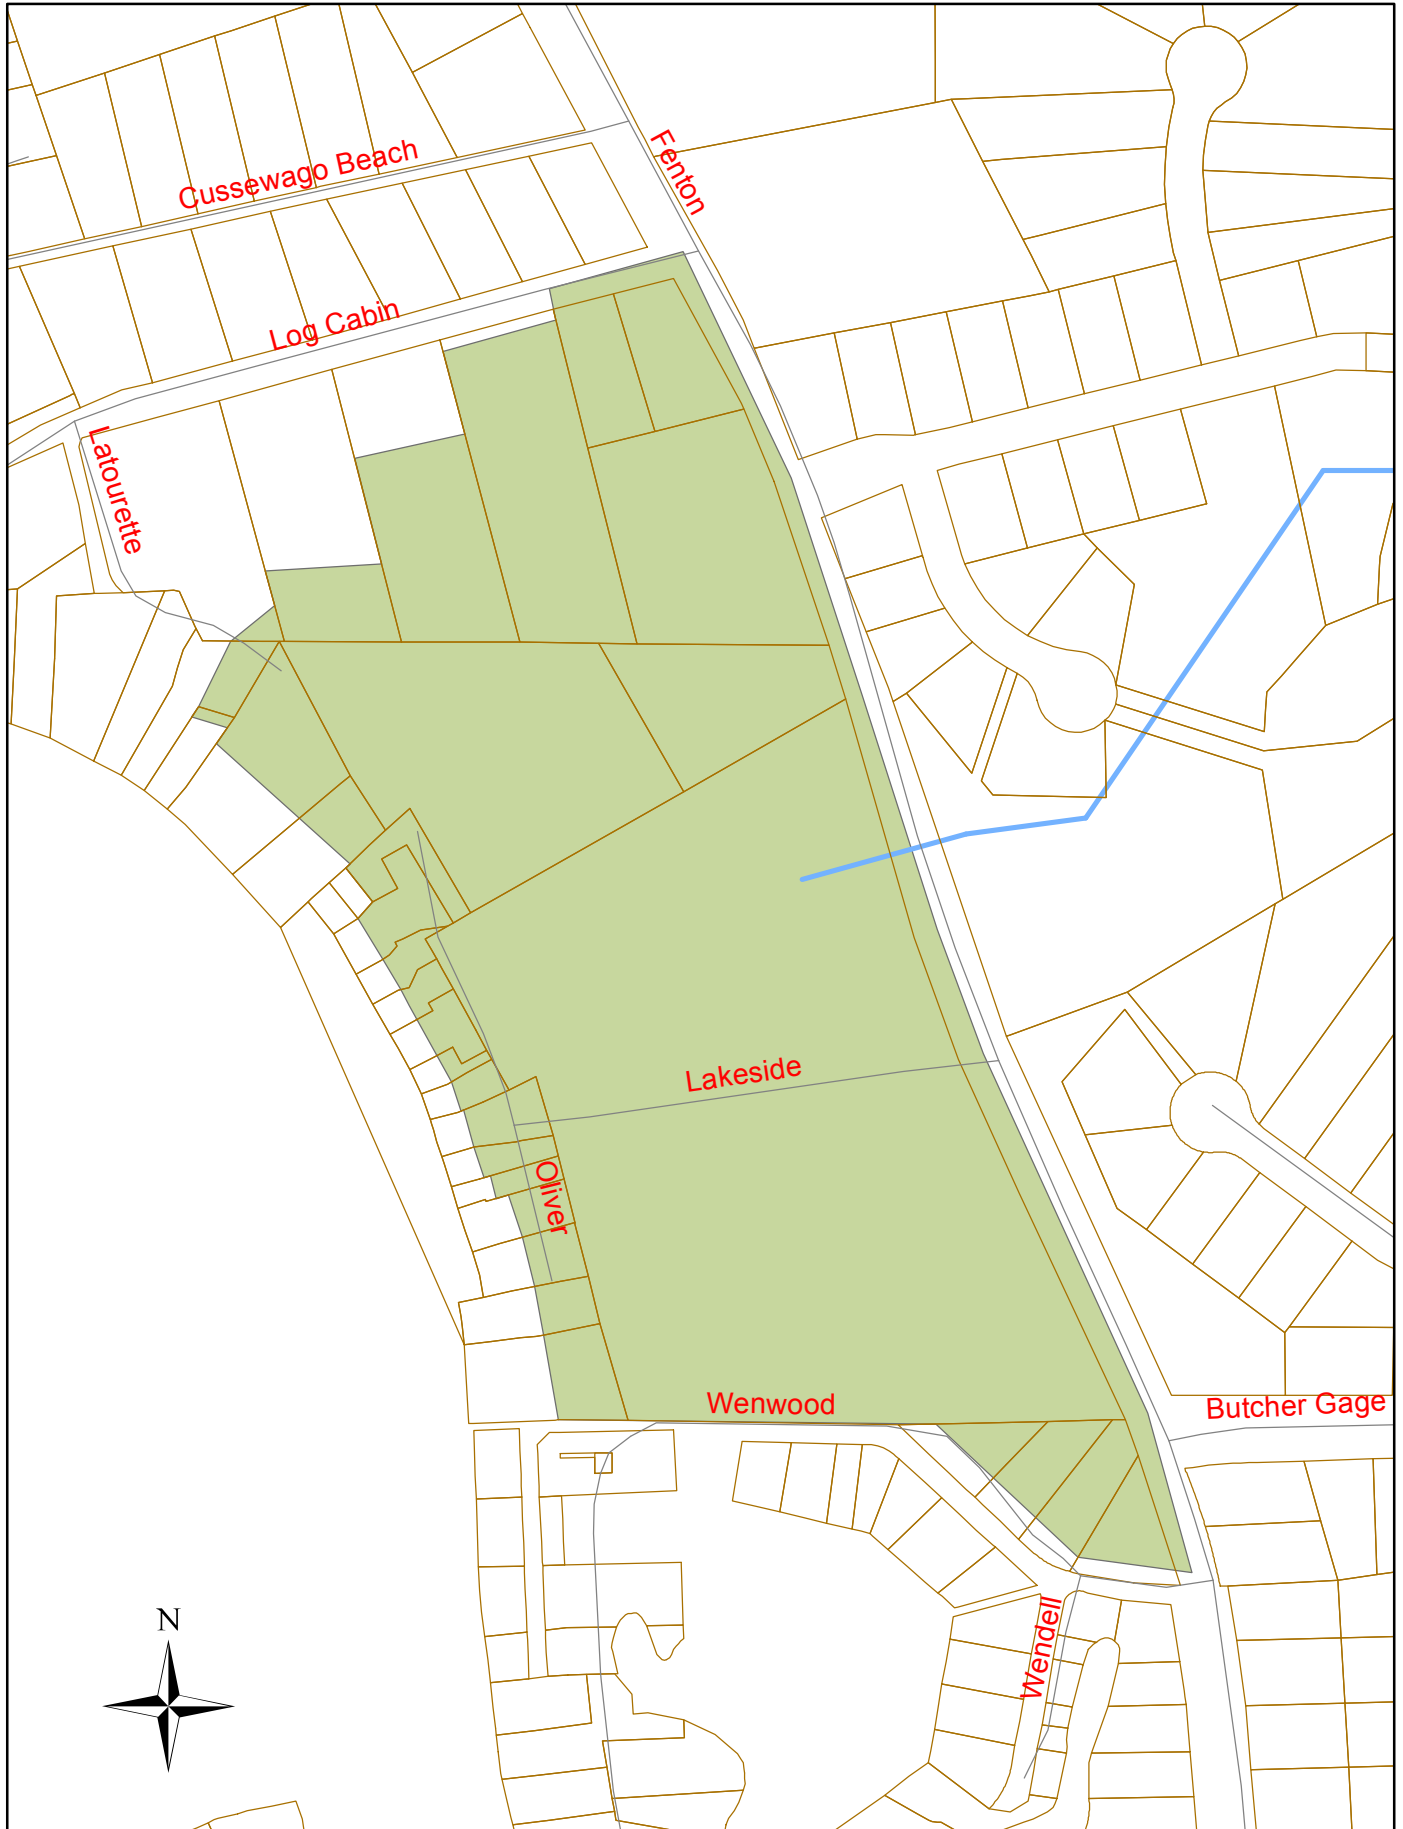 Fenton
Cussewago Beach
Log Cabin
Latourette
Lakeside
Oliver
Wenwood
Butcher Gage
Wendell
N